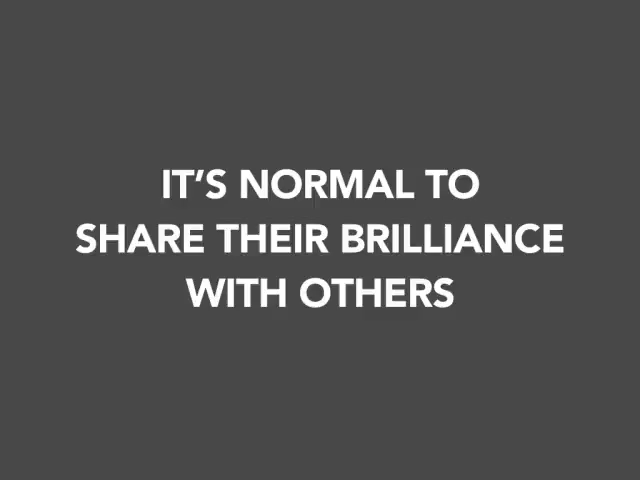 IT’S NORMAL TO
SHARE THEIR BRILLIANCE
WITH OTHERS